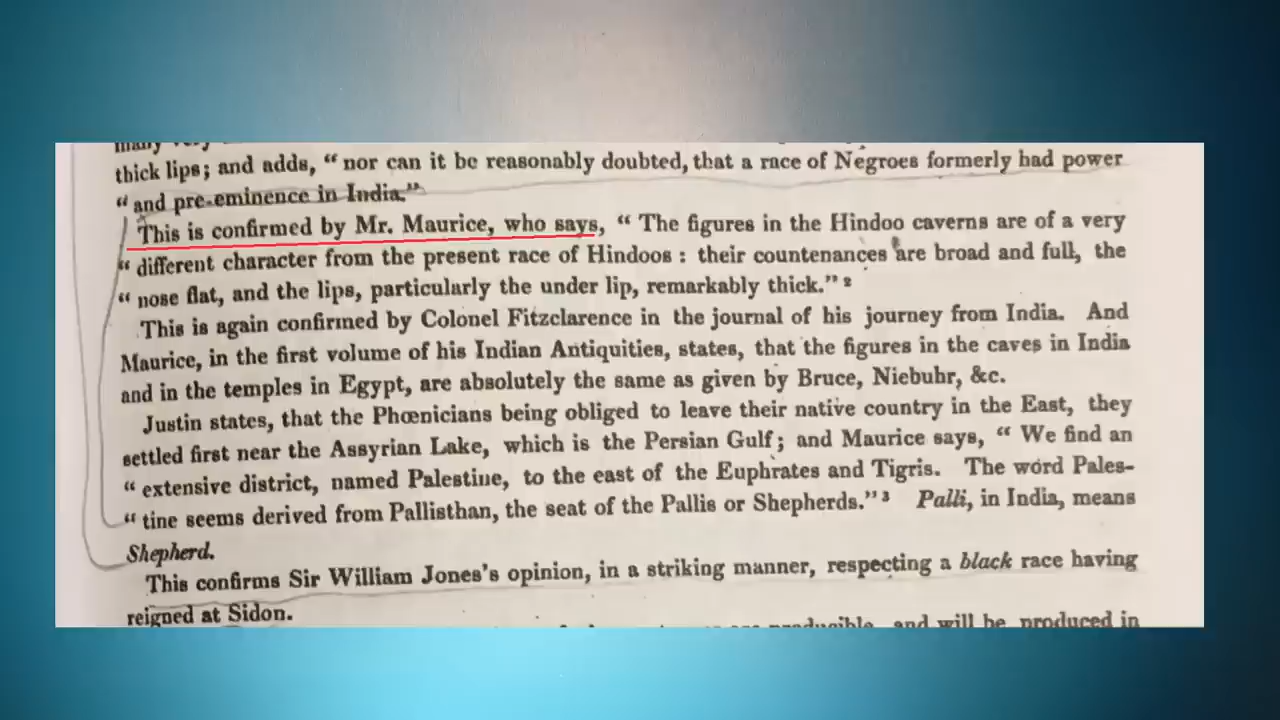 many
thick lips; and adds, “ nor can it be reasonably doubted, that a race of Negroes formerly had power
“ and pre-eminence in India.”
This is confirmed by Mr. Maurice, who says, “ The figures in the Hindoo caverns are of a very
“ different character from the present race of Hindoos : their countenances are broad and full, the
“ nose flat, and the lips, particularly the under lip, remarkably thick.” 2
This is again confirmed by Colonel Fitzclarence in the journal of his journey from India. And
Maurice, in the first volume of his Indian Antiquities, states, that the figures in the caves in India
and in the temples in Egypt, are absolutely the same as given by Bruce, Niebuhr, &c.
Justin states, that the Phœnicians being obliged to leave their native country in the East, they
settled first near the Assyrian Lake, which is the Persian Gulf; and Maurice says, “ We find an
“ extensive district, named Palestine, to the east of the Euphrates and Tigris. The word Pales-
“ tine seems derived from Pallisthan, the seat of the Pallis or Shepherds.” 3 Palli, in India, means
Shepherd.
This confirms Sir William Jones's opinion, in a striking manner, respecting a black race having
reigned at Sidon.
producible, and will be produced in